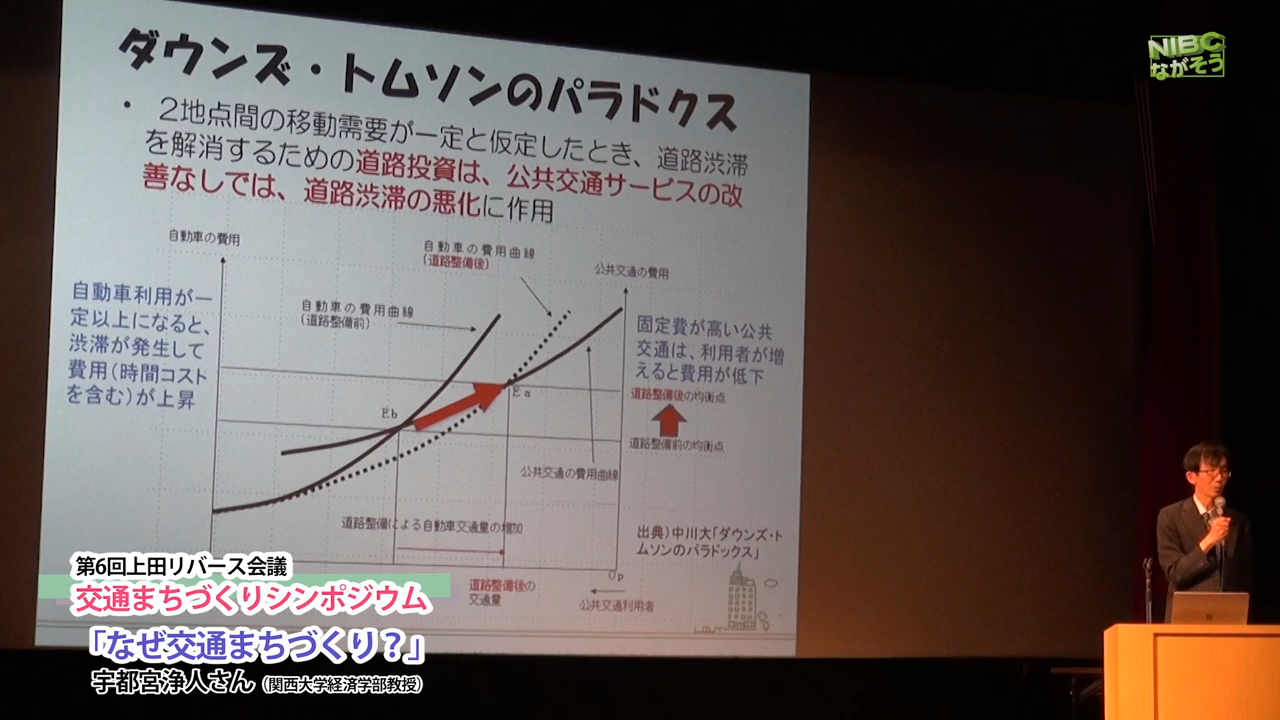 NIBC
ながそう
ダウンズ・トムソンのパラドクス
• 2地点間の移動需要が一定と仮定したとき、道路渋滞
を解消するための道路投資は、公共交通サービスの改
善なしでは、道路渋滞の悪化に作用
自動車の費用
自動車の費用曲線
(道路整備後)
公共交通の費用
自動車利用が一
定以上になると、
渋滞が発生して
費用(時間コスト
を含む)が上昇
自動車の費用曲線
(道路整備前)
固定費が高い公共
交通は、利用者が増
えると費用が低下
Ea
道路整備後の均衡点
Eb
道路整備前の均衡点
公共交通の費用曲線
道路整備による自動車交通量の増加
出典)中川大「ダウンズ・ト
ムソンのパラドックス」
Op
道路整備後の
交通量
公共交通利用者
第6回上田リバース会議
交通まちづくりシンポジウム
「なぜ交通まちづくり？」
宇都宮浄人さん (関西大学経済学部教授)